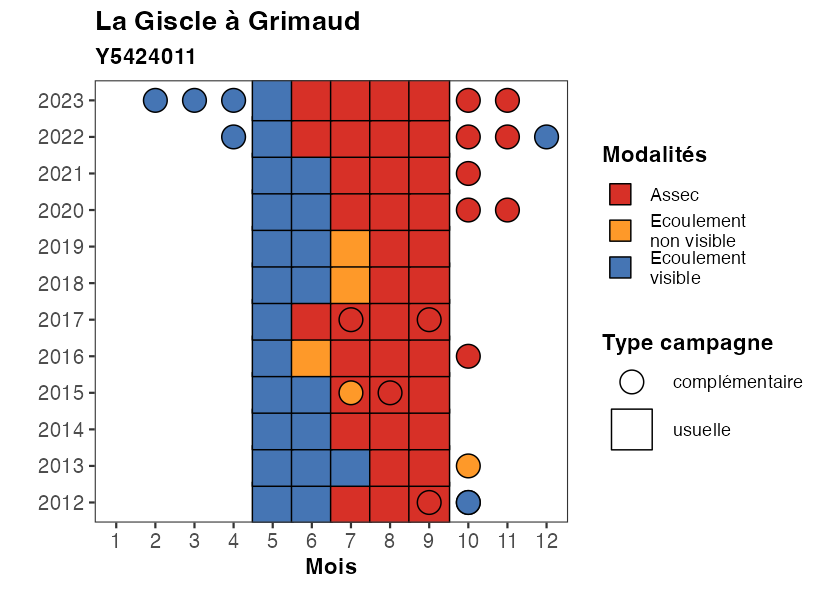 La Giscle à Grimaud
Y5424011
2023
2022
2021
2020
2019
2018
2017
2016
2015
2014
2013
2012
1 2 3 4 5 6 7 8 9 10 11 12
Mois
Modalités
Assec
Ecoulement
non visible
Ecoulement
visible
Type campagne
complémentaire
usuelle